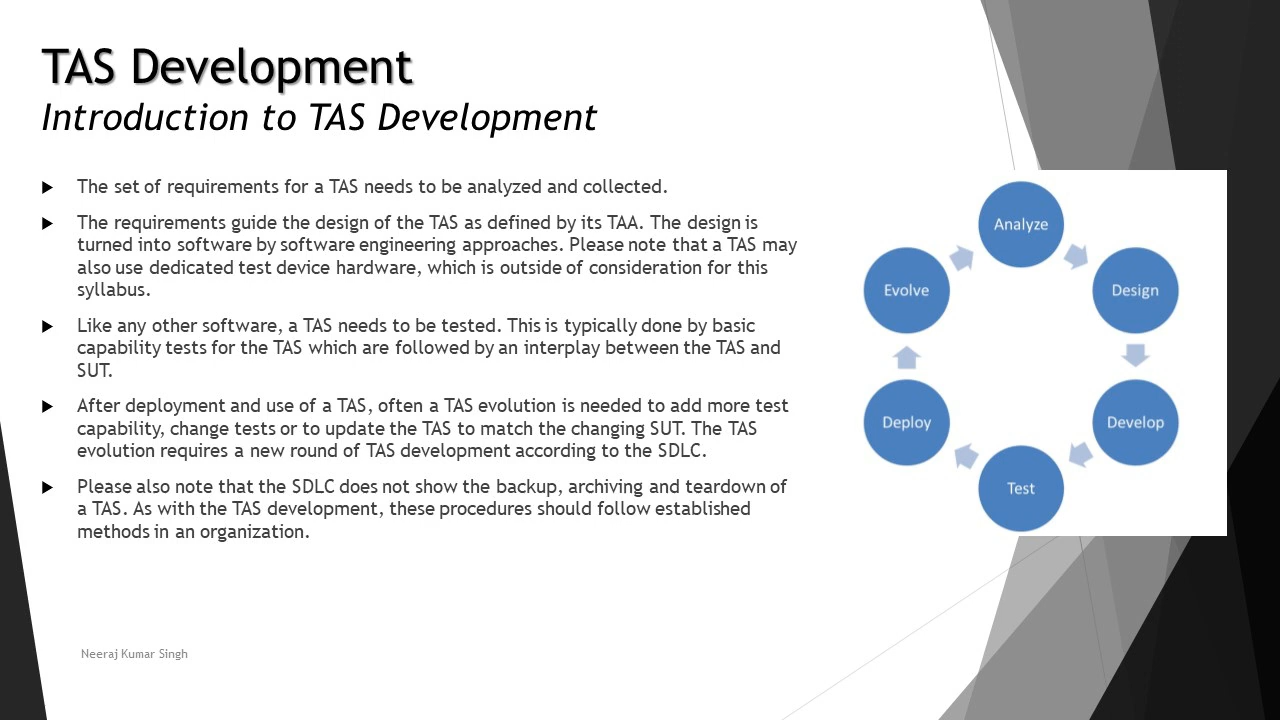 TAS Development
Introduction to TAS Development
The set of requirements for a TAS needs to be analyzed and collected.
The requirements guide the design of the TAS as defined by its TAA. The design is
turned into software by software engineering approaches. Please note that a TAS may
also use dedicated test device hardware, which is outside of consideration for this
syllabus.
Like any other software, a TAS needs to be tested. This is typically done by basic
capability tests for the TAS which are followed by an interplay between the TAS and
SUT.
After deployment and use of a TAS, often a TAS evolution is needed to add more test
capability, change tests or to update the TAS to match the changing SUT. The TAS
evolution requires a new round of TAS development according to the SDLC.
Please also note that the SDLC does not show the backup, archiving and teardown of
a TAS. As with the TAS development, these procedures should follow established
methods in an organization.
Analyze
Design
Develop
Test
Deploy
Evolve
Neeraj Kumar Singh